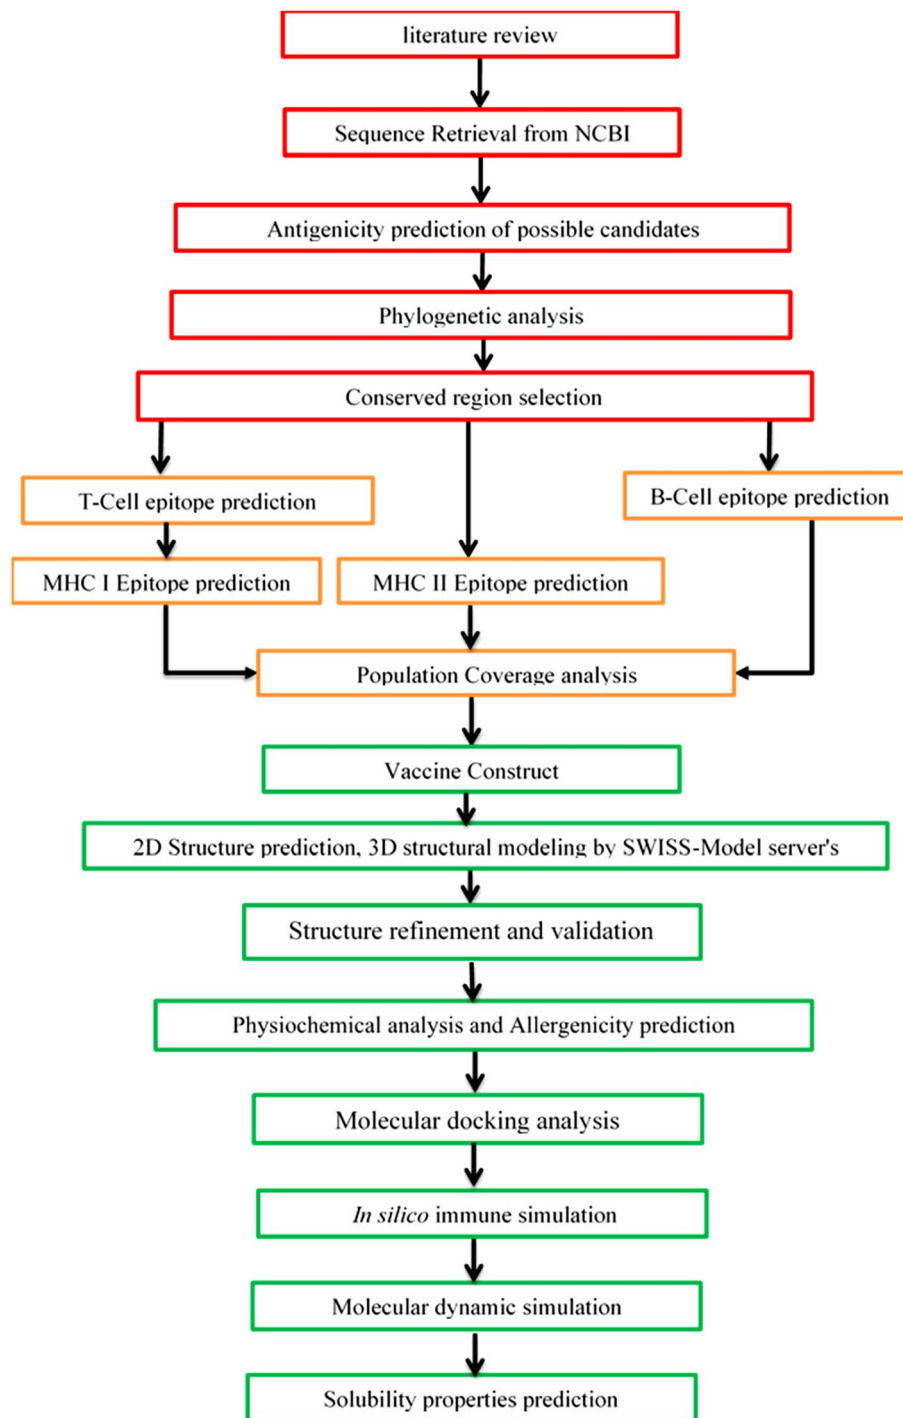 literature review
Sequence Retrieval from NCBI
Antigenicity prediction of possible candidates
Phylogenetic analysis
Conserved region selection
T-Cell epitope prediction
B-Cell epitope prediction
MHC I Epitope prediction
MHC II Epitope prediction
Population Coverage analysis
Vaccine Construct
2D Structure prediction, 3D structural modeling by SWISS-Model server's
Structure refinement and validation
Physiochemical analysis and Allergenicity prediction
Molecular docking analysis
In silico immune simulation
Molecular dynamic simulation
Solubility properties prediction